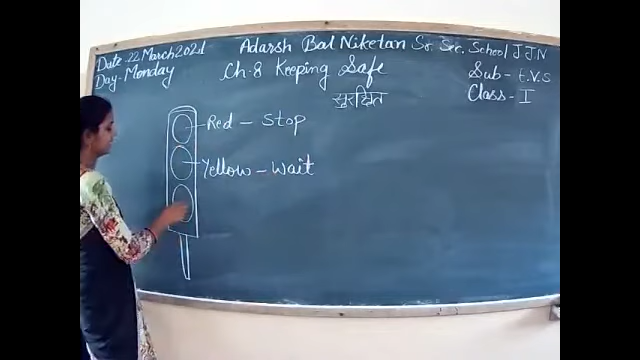 Date. 22 March 2021
Day- Monday
Adarsh Bal Niketan Sr. Sec. School JJN
Ch-8 Keeping Safe
सुरक्षित
Sub - E.V.S
Class - I
Red - Stop
Yellow - Wait